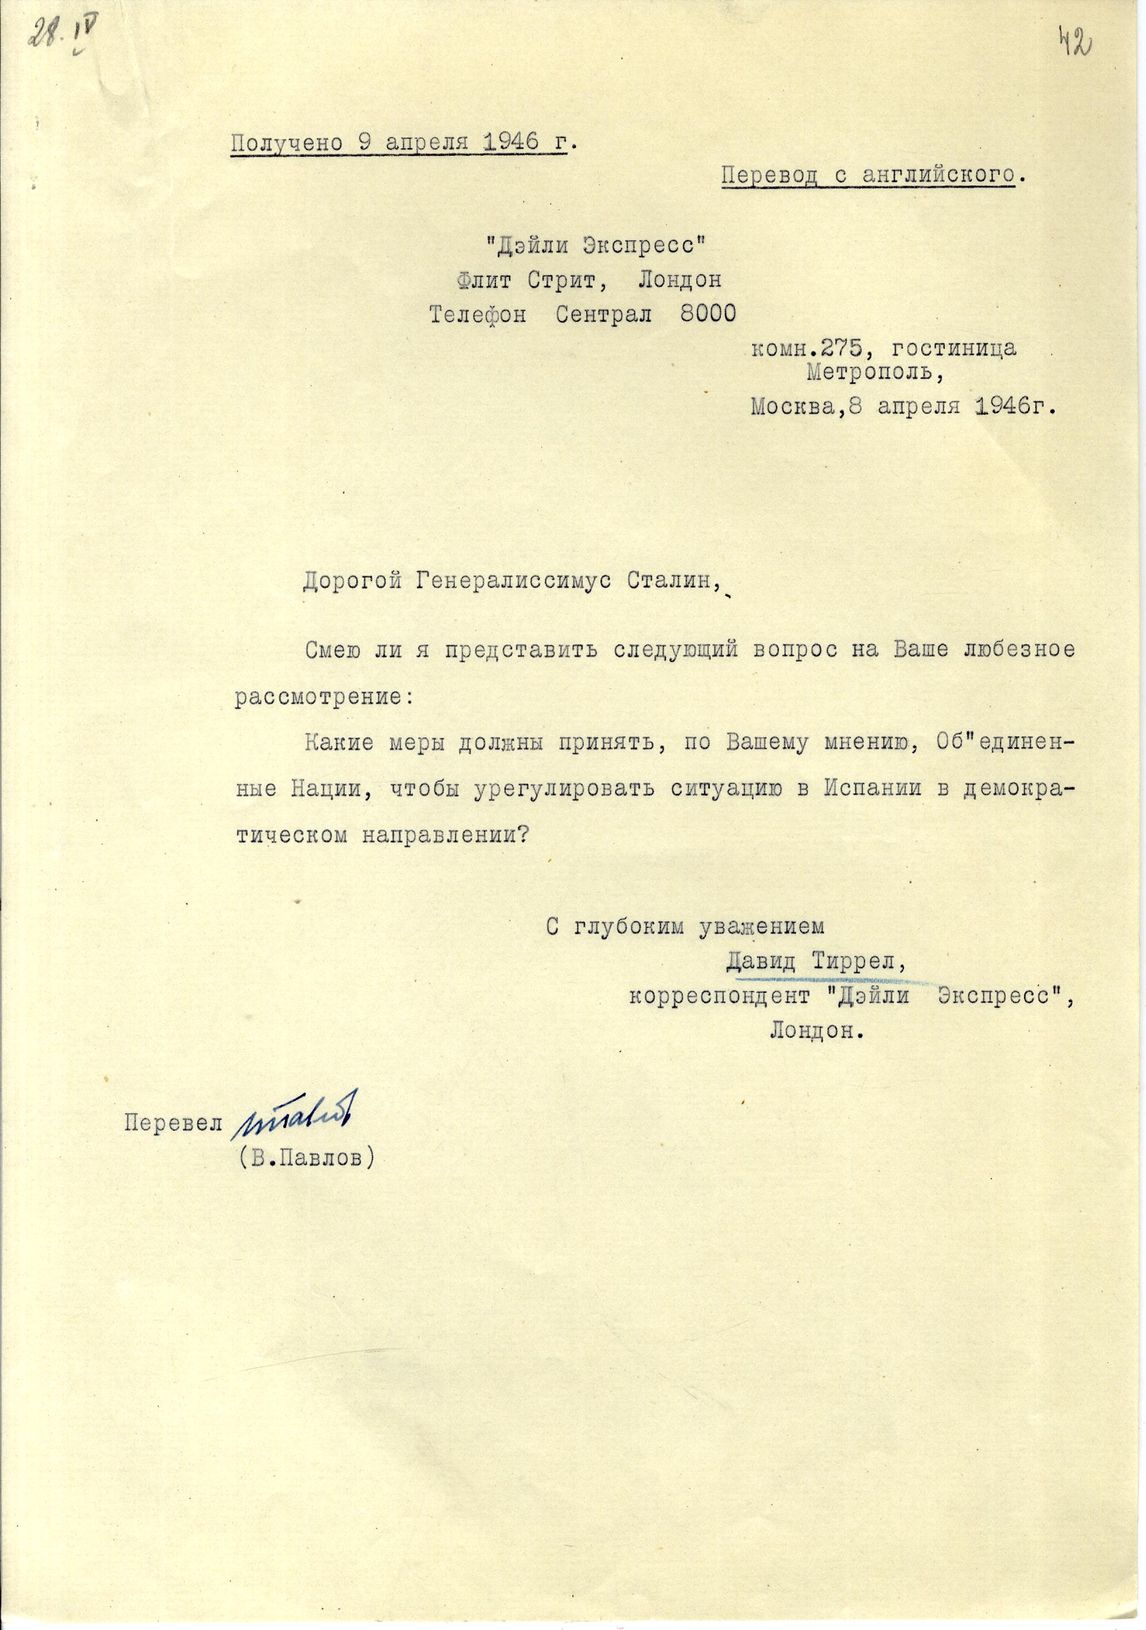 28.IV
42
Получено 9 апреля 1946 г.
Перевод с английского.
"Дэйли Экспресс"
Флит Стрит, Лондон
Телефон Сентрал 8000
комн.275, гостиница
Метрополь,
Москва,8 апреля 1946г.
Дорогой Генералиссимус Сталин,
Смею ли я представить следующий вопрос на Ваше любезное
рассмотрение:
Какие меры должны принять, по Вашему мнению, Об"единен-
ные Нации, чтобы урегулировать ситуацию в Испании в демокра-
тическом направлении?
С глубоким уважением
Давид Тиррел,
корреспондент "Дэйли Экспресс",
Лондон.
Перевел
(В.Павлов)